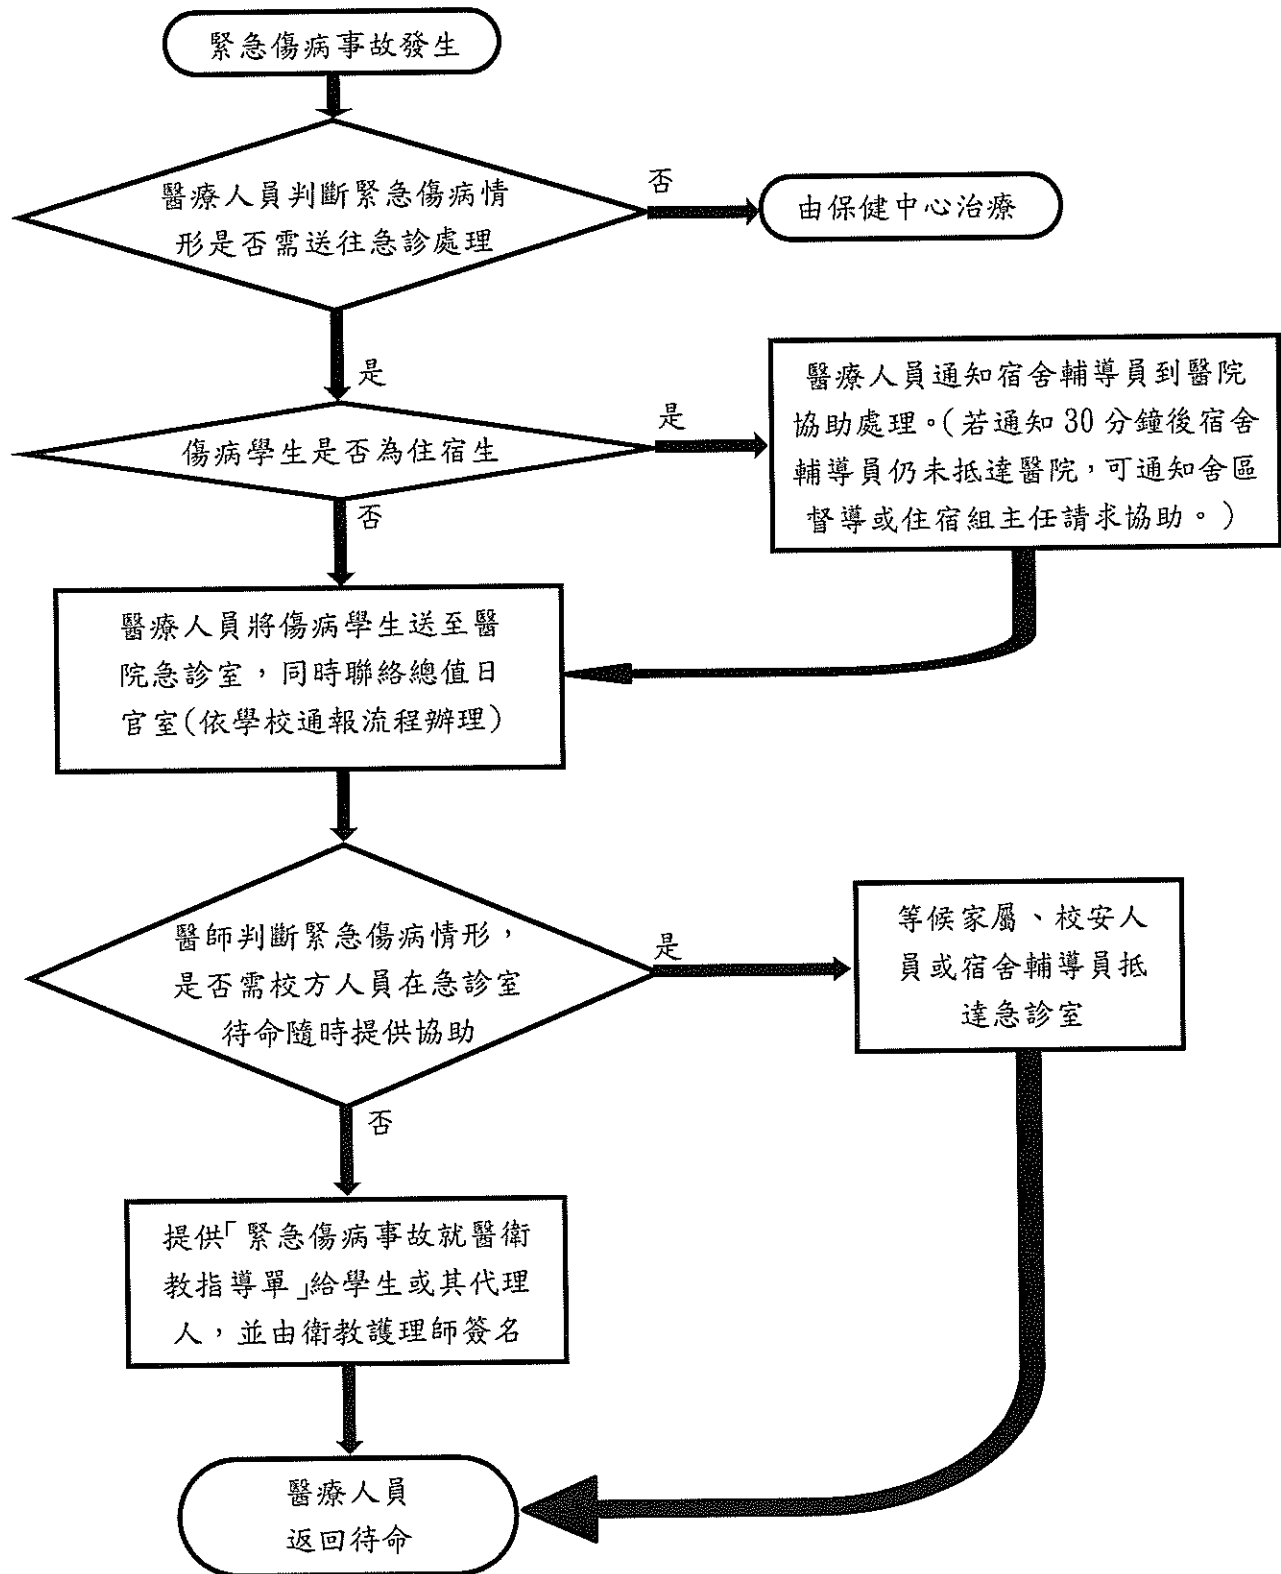 緊急傷病事故發生
醫療人員判斷緊急傷病情
形是否需送往急診處理
否
由保健中心治療
是
傷病學生是否為住宿生
是
醫療人員通知宿舍輔導員到醫院
協助處理。(若通知 30 分鐘後宿舍
輔導員仍未抵達醫院,可通知舍區
督導或住宿組主任請求協助。)
否
醫療人員將傷病學生送至醫
院急診室,同時聯絡總值日
官室(依學校通報流程辦理)
醫師判斷緊急傷病情形,
是否需校方人員在急診室
待命隨時提供協助
是
等候家屬、校安人
員或宿舍輔導員抵
達急診室
否
提供「緊急傷病事故就醫衛
教指導單」給學生或其代理
人,並由衛教護理師簽名
醫療人員
返回待命